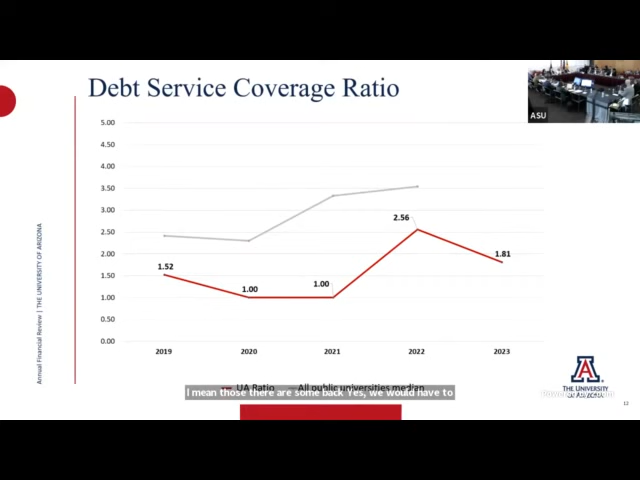 Debt Service Coverage Ratio
ASU
5.00
4.50
4.00
3.50
3.00
2.50
2.00
1.50
1.00
0.50
0.00
1.52
1.00
1.00
2.56
1.81
2019 2020 2021 2022 2023
UA Ratio All public universities median
I mean those there are some back Yes, we would have to
Annual Financial Review | THE UNIVERSITY OF ARIZONA
A
THE UNIVERSITY
OF ARIZONA
12